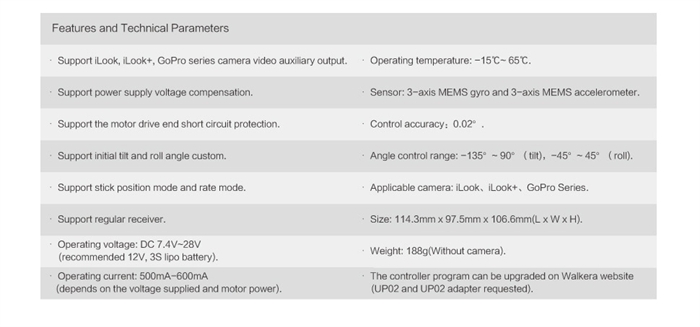 Features and Technical Parameters
· Support iLook, iLook+, GoPro series camera video auxiliary output.
· Operating temperature: -15℃~ 65℃.
· Support power supply voltage compensation.
· Sensor: 3-axis MEMS gyro and 3-axis MEMS accelerometer.
· Support the motor drive end short circuit protection.
· Control accuracy：0.02° .
· Support initial tilt and roll angle custom.
· Angle control range: -135° ~ 90° （tilt)，-45° ~ 45°（roll).
· Support stick position mode and rate mode.
· Applicable camera: iLook、iLook+、GoPro Series.
· Support regular receiver.
· Size: 114.3mm x 97.5mm x 106.6mm(L x W x H).
· Operating voltage: DC 7.4V~28V
(recommended 12V, 3S lipo battery).
· Weight: 188g(Without camera).
· Operating current: 500mA-600mA
(depends on the voltage supplied and motor power).
· The controller program can be upgraded on Walkera website
(UP02 and UP02 adapter requested).